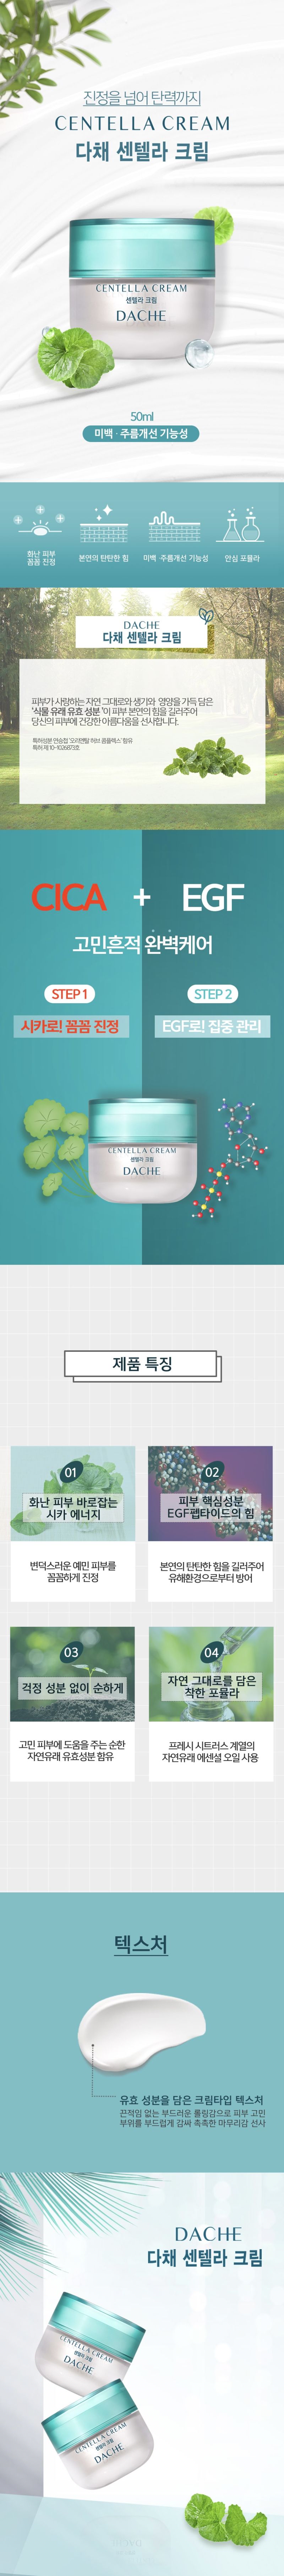 진정을 넘어 탄력까지
CENTELLA CREAM
다채 센텔라 크림
CENTELLA CREAM
센텔라 크림
DACHE
50ml
미백 · 주름개선 기능성
화난 피부
꼼꼼 진정
본연의 탄탄한 힘
미백 ·주름개선 기능성
안심 포뮬라
DACHE
다채 센텔라 크림
피부가 사랑하는 자연 그대로와 생기와 영양을 가득 담은
'식물 유래 유효 성분 '이 피부 본연의 힘을 길러주어
당신의 피부에 건강한 아름다움을 선사합니다.
특허성분 안승찹 '오리엔탈 허브 콤플렉스' 함유
특허 제 10-1026873호
CICA + EGF
고민흔적 완벽케어
STEP 1
STEP 2
시카로! 꼼꼼 진정
EGF로! 집중 관리
CENTELLA CREAM
센텔라 크림
DACHE
제품 특징
01
화난 피부 바로잡는
시카 에너지
변덕스러운 예민 피부를
꼼꼼하게 진정
02
피부 핵심성분
EGF펩타이드의 힘
본연의 탄탄한 힘을 길러주어
유해환경으로부터 방어
03
걱정 성분 없이 순하게
고민 피부에 도움을 주는 순한
자연유래 유효성분 함유
04
자연 그대로를 담은
착한 포뮬라
프레시 시트러스 계열의
자연유래 에센셜 오일 사용
텍스처
유효 성분을 담은 크림타입 텍스처
끈적임 없는 부드러운 롤링감으로 피부 고민
부위를 부드럽게 감싸 촉촉한 마무리감 선사
DACHE
다채 센텔라 크림
CENTELLA CREAM
센텔라 크림
DACHE
CENTELLA CREAM
센텔라 크림
DACHE